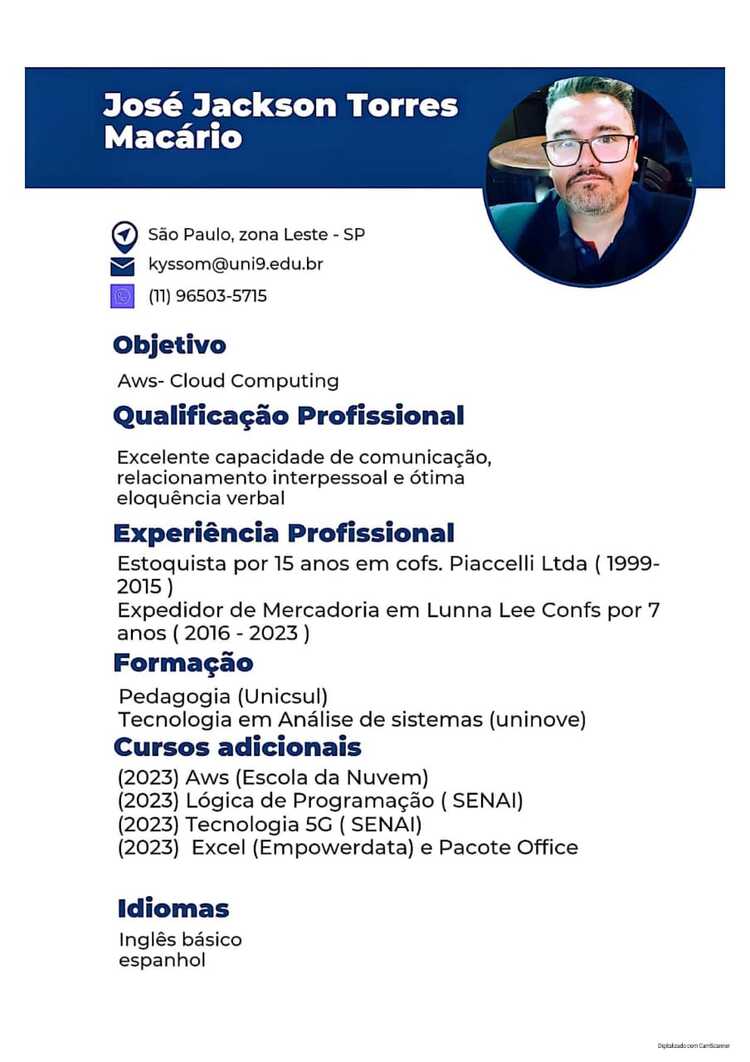 José Jackson Torres
Macário
São Paulo, zona Leste - SP
kyssom@uni9.edu.br
(11) 96503-5715
Objetivo
Aws- Cloud Computing
Qualificação Profissional
Excelente capacidade de comunicação,
relacionamento interpessoal e ótima
eloquência verbal
Experiência Profissional
Estoquista por 15 anos em cofs. Piaccelli Ltda ( 1999-
2015 )
Expedidor de Mercadoria em Lunna Lee Confs por 7
anos ( 2016 - 2023 )
Formação
Pedagogia (Unicsul)
Tecnologia em Análise de sistemas (uninove)
Cursos adicionais
(2023) Aws (Escola da Nuvem)
(2023) Lógica de Programação ( SENAI)
(2023) Tecnologia 5G ( SENAI)
(2023)  Excel (Empowerdata) e Pacote Office
Idiomas
Inglês básico
espanhol
Digitalizado com CamScanner